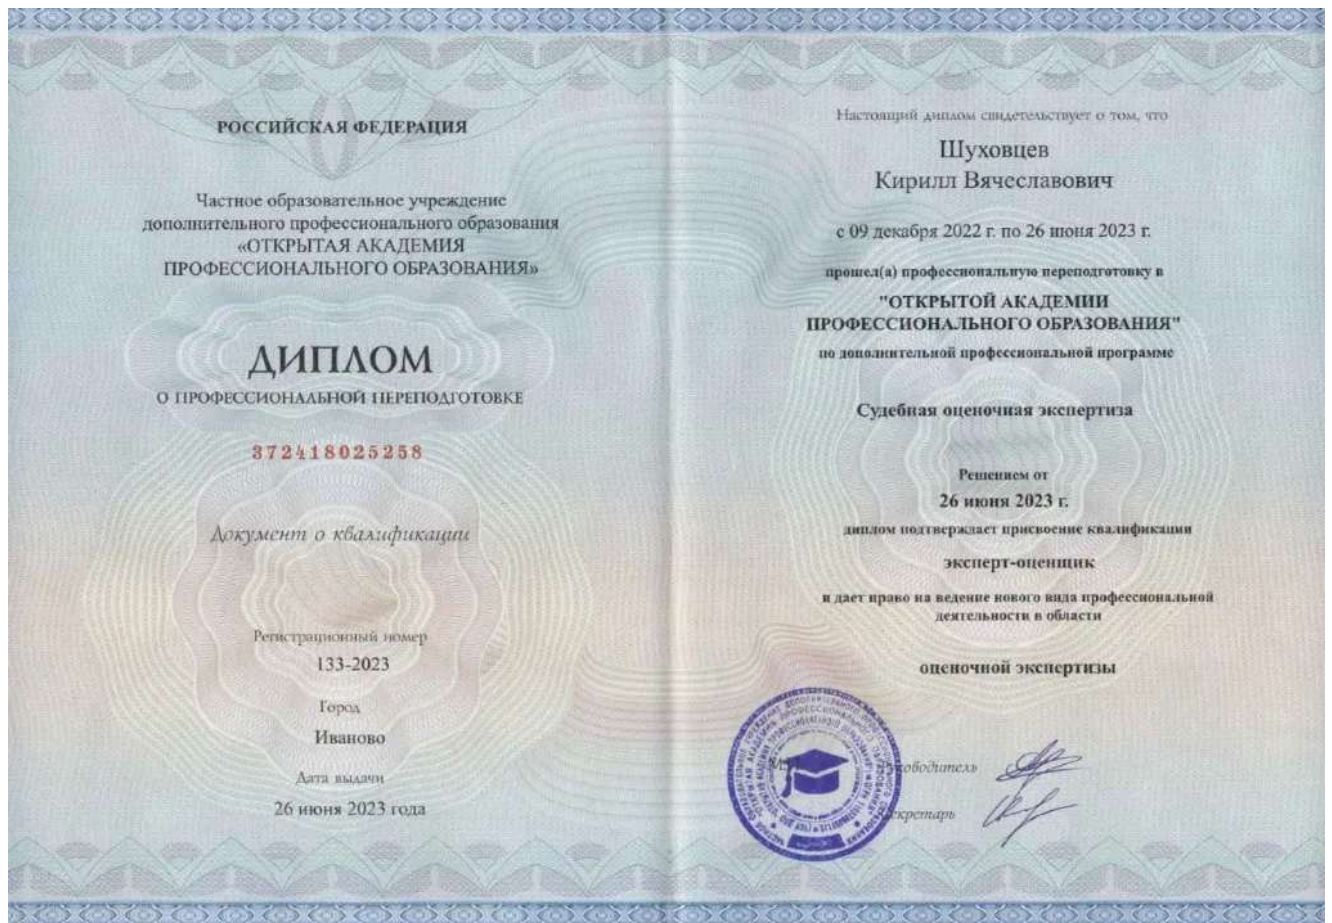 РОССИЙСКАЯ ФЕДЕРАЦИЯ
Частное образовательное учреждение
дополнительного профессионального образования
«ОТКРЫТАЯ АКАДЕМИЯ
ПРОФЕССИОНАЛЬНОГО ОБРАЗОВАНИЯ»
ДИПЛОМ
О ПРОФЕССИОНАЛЬНОЙ ПЕРЕПОДГОТОВКЕ
372418025258
Документ о квалификации
Регистрационный номер
133-2023
Город
Иваново
Дата выдачи
26 июня 2023 года
Настоящий диплом свидетельствует о том, что
Шуховцев
Кирилл Вячеславович
с 09 декабря 2022 г. по 26 июня 2023 г.
прошел(а) профессиональную переподготовку в
"ОТКРЫТОЙ АКАДЕМИИ
ПРОФЕССИОНАЛЬНОГО ОБРАЗОВАНИЯ"
по дополнительной профессиональной программе
Судебная оценочная экспертиза
Решением от
26 июня 2023 г.
диплом подтверждает присвоение квалификации
эксперт-оценщик
и дает право на ведение нового вида профессиональной
деятельности в области
оценочной экспертизы
Руководитель
Секретарь